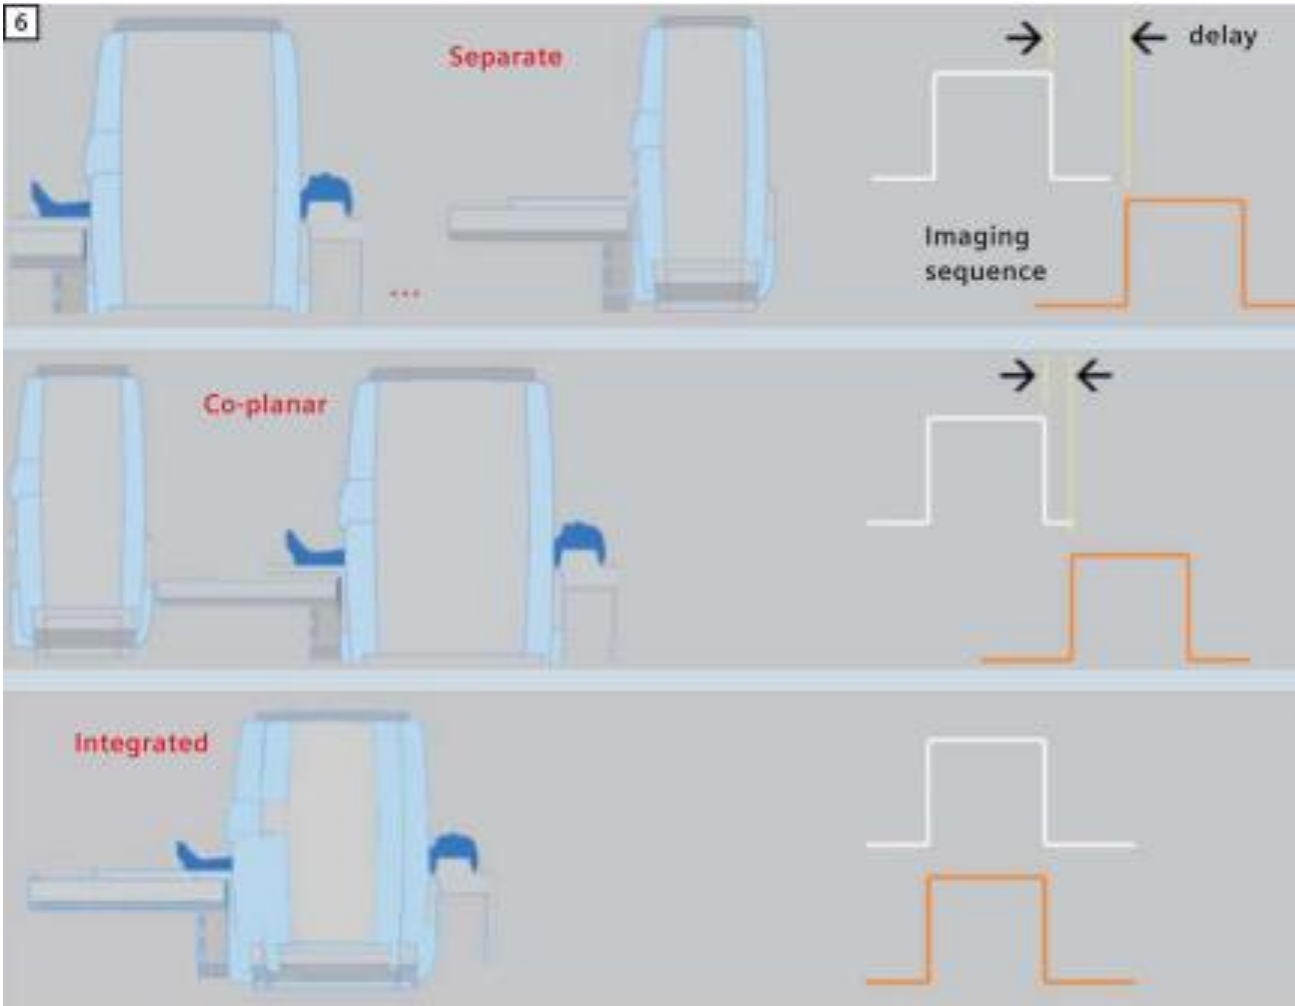 6
Separate
delay
Imaging
sequence
...
Co-planar
Integrated